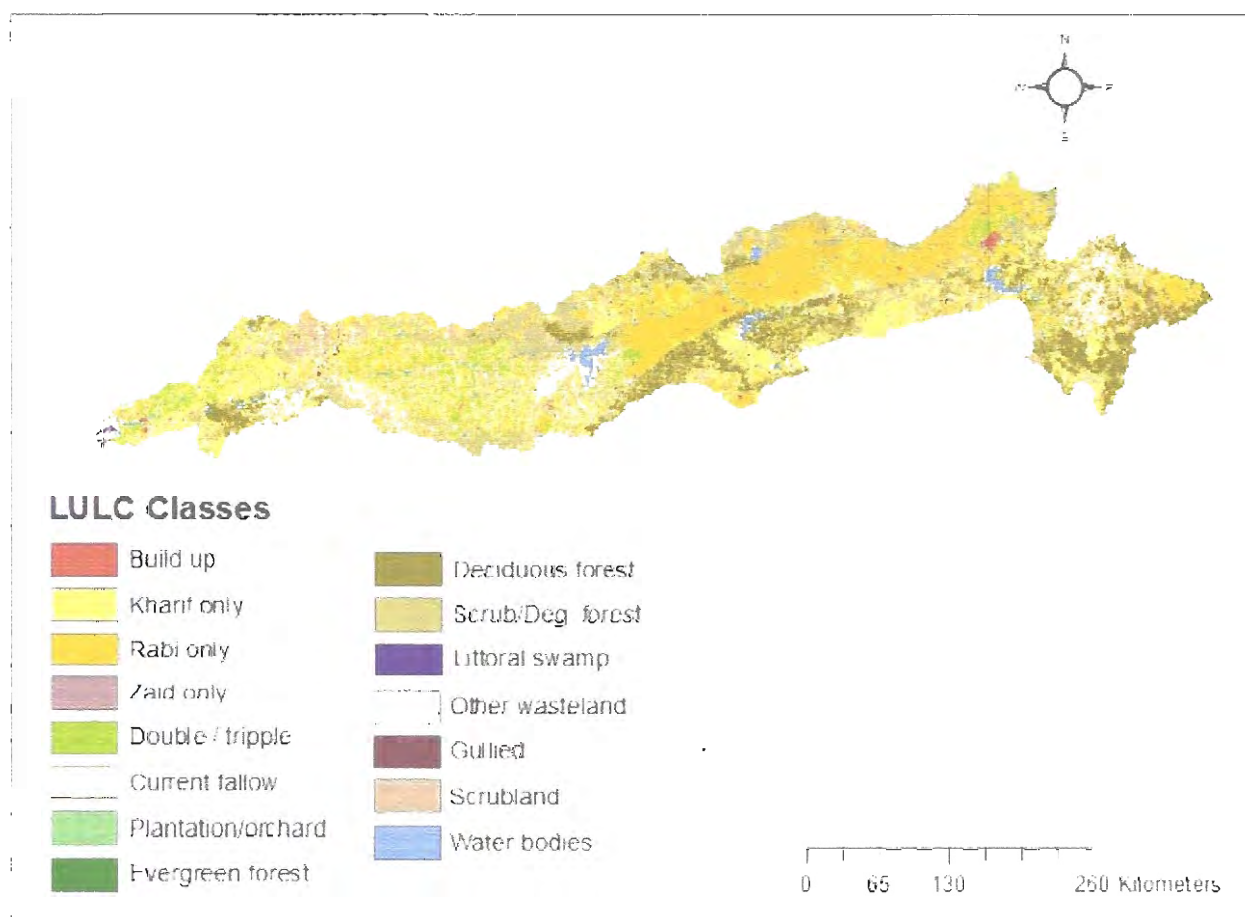 N
LULC Classes
Build up
Kharif only
Rabi only
Zaid only
Double / tripple
Current fallow
Plantation/orchard
Evergreen forest
Deciduous forest
Scrub/Deg. forest
Littoral swamp
Other wasteland
Gullied
Scrubland
Water bodies
0 65 130 260 Kilometers